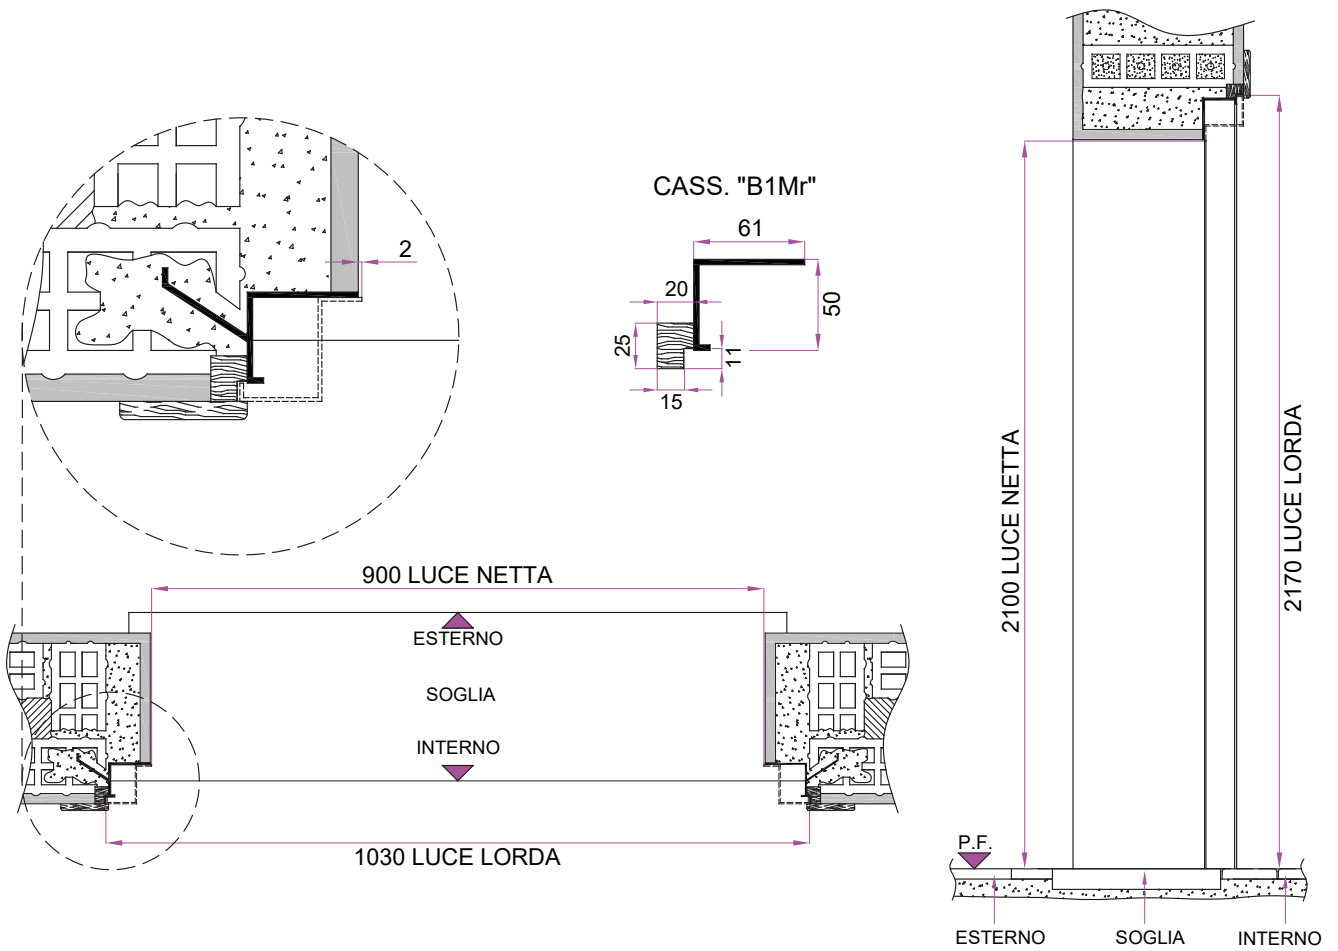 CASS. "B1Mr"
61
2
20
50
25
11
15
2100 LUCE NETTA
2170 LUCE LORDA
900 LUCE NETTA
ESTERNO
SOGLIA
INTERNO
1030 LUCE LORDA
P.F.
ESTERNO
SOGLIA
INTERNO